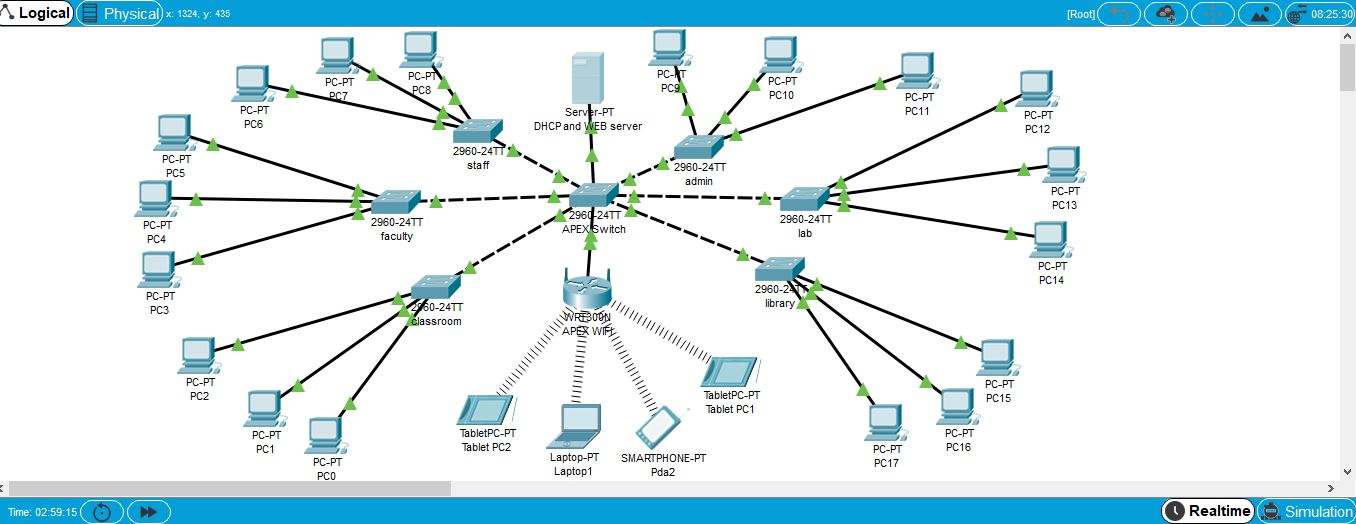 Logical
Physical
x: 1324, y: 435
[Root]
08:25:30
PC-PT
PC7
PC-PT
PC8
PC-PT
PC6
PC-PT
PC5
PC-PT
PC4
PC-PT
PC3
PC-PT
PC2
PC-PT
PC1
PC-PT
PC0
2960-24TT
staff
2960-24TT
faculty
2960-24TT
classroom
Server-PT
DHCP and WEB server
2960-24TT
APEX Switch
WRT300N
APEX WIFI
TabletPC-PT
Tablet PC2
Laptop-PT
Laptop1
SMARTPHONE-PT
Pda2
TabletPC-PT
Tablet PC1
PC-PT
PC9
PC-PT
PC10
PC-PT
PC11
2960-24TT
admin
PC-PT
PC12
PC-PT
PC13
PC-PT
PC14
2960-24TT
lab
2960-24TT
library
PC-PT
PC15
PC-PT
PC16
PC-PT
PC17
Time: 02:59:15
Realtime
Simulation